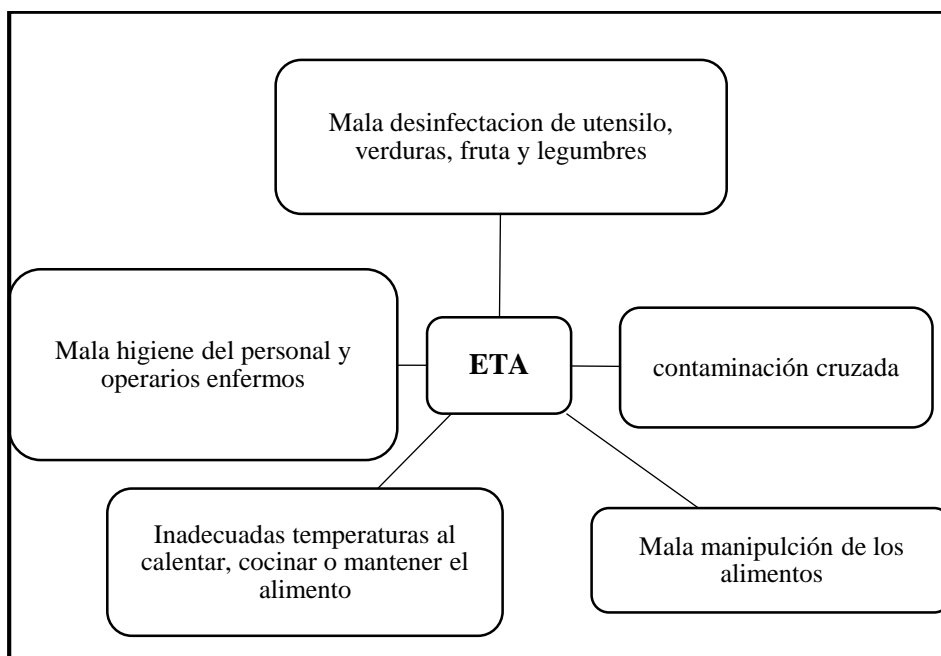 Mala desinfectacion de utensilo,
verduras, fruta y legumbres
Mala higiene del personal y
operarios enfermos
ETA
contaminación cruzada
Inadecuadas temperaturas al
calentar, cocinar o mantener el
alimento
Mala manipulción de los
alimentos